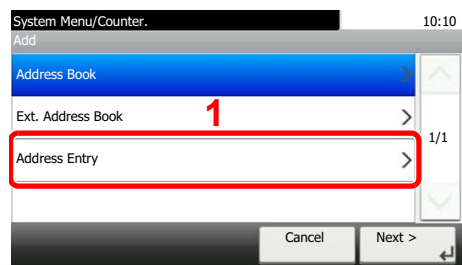 System Menu/Counter. 10:10
Add
Address Book
Ext. Address Book
1
1/1
Address Entry
Cancel Next >